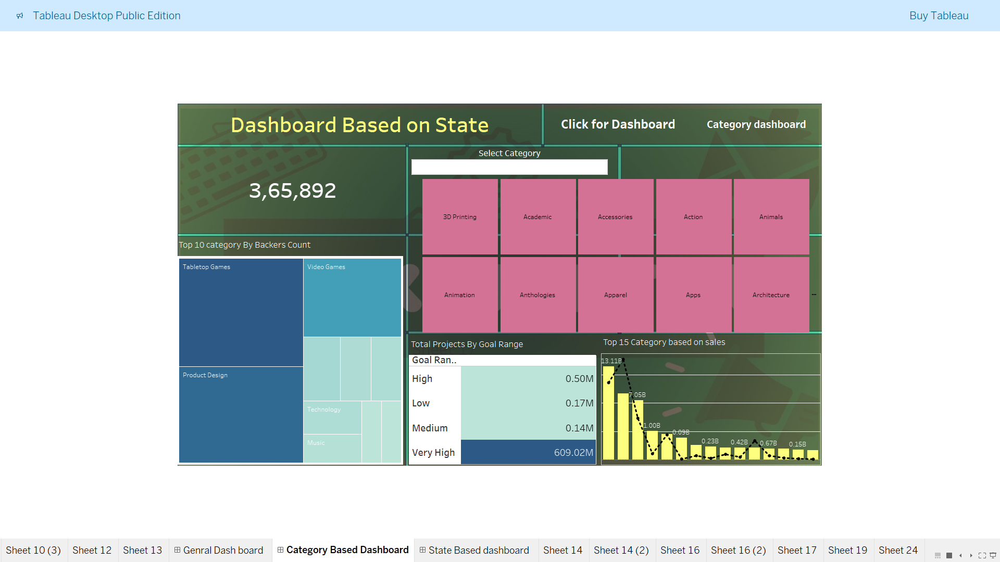 Tableau Desktop Public Edition
Buy Tableau
Dashboard Based on State
Click for Dashboard
Category dashboard
3,65,892
Select Category
3D Printing
Academic
Accessories
Action
Animals
Animation
Anthologies
Apparel
Apps
Architecture
...
Top 10 category By Backers Count
Tabletop Games
Video Games
Product Design
Technology
Music
Total Projects By Goal Range
Goal Ran..
High 0.50M
Low 0.17M
Medium 0.14M
Very High 609.02M
Top 15 Category based on sales
13.11B
7.05B
1.00B
0.09B
0.23B
0.42B
0.67B
0.15B
Sheet 10 (3)
Sheet 12
Sheet 13
Genral Dash board
Category Based Dashboard
State Based dashboard
Sheet 14
Sheet 14 (2)
Sheet 16
Sheet 16 (2)
Sheet 17
Sheet 19
Sheet 24